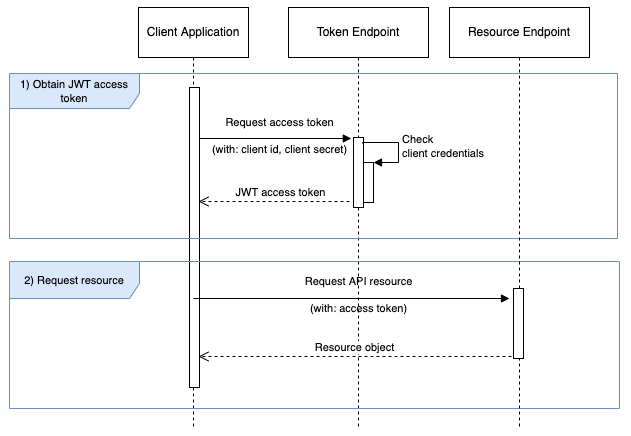 Client Application
Token Endpoint
Resource Endpoint
1) Obtain JWT access
token
Request access token
(with: client id, client secret)
Check
client credentials
JWT access token
2) Request resource
Request API resource
(with: access token)
Resource object